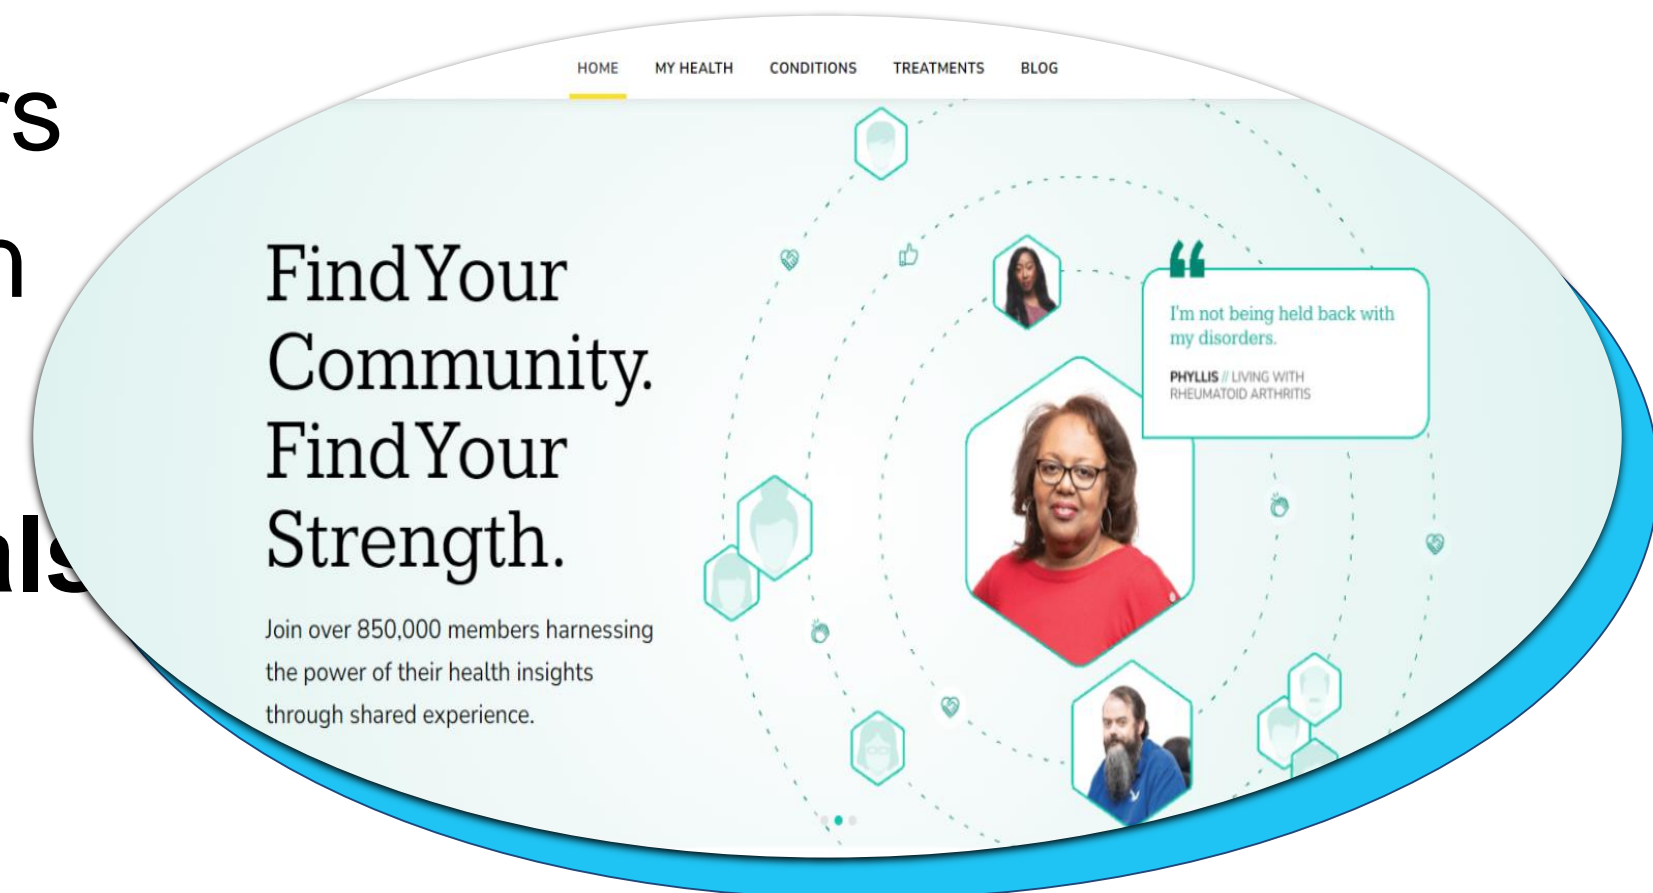 rs
n
als
HOME MY HEALTH CONDITIONS TREATMENTS BLOG
Find Your
Community.
Find Your
Strength.
Join over 850,000 members harnessing
the power of their health insights
through shared experience.
“
I'm not being held back with
my disorders.
PHYLLIS // LIVING WITH
RHEUMATOID ARTHRITIS